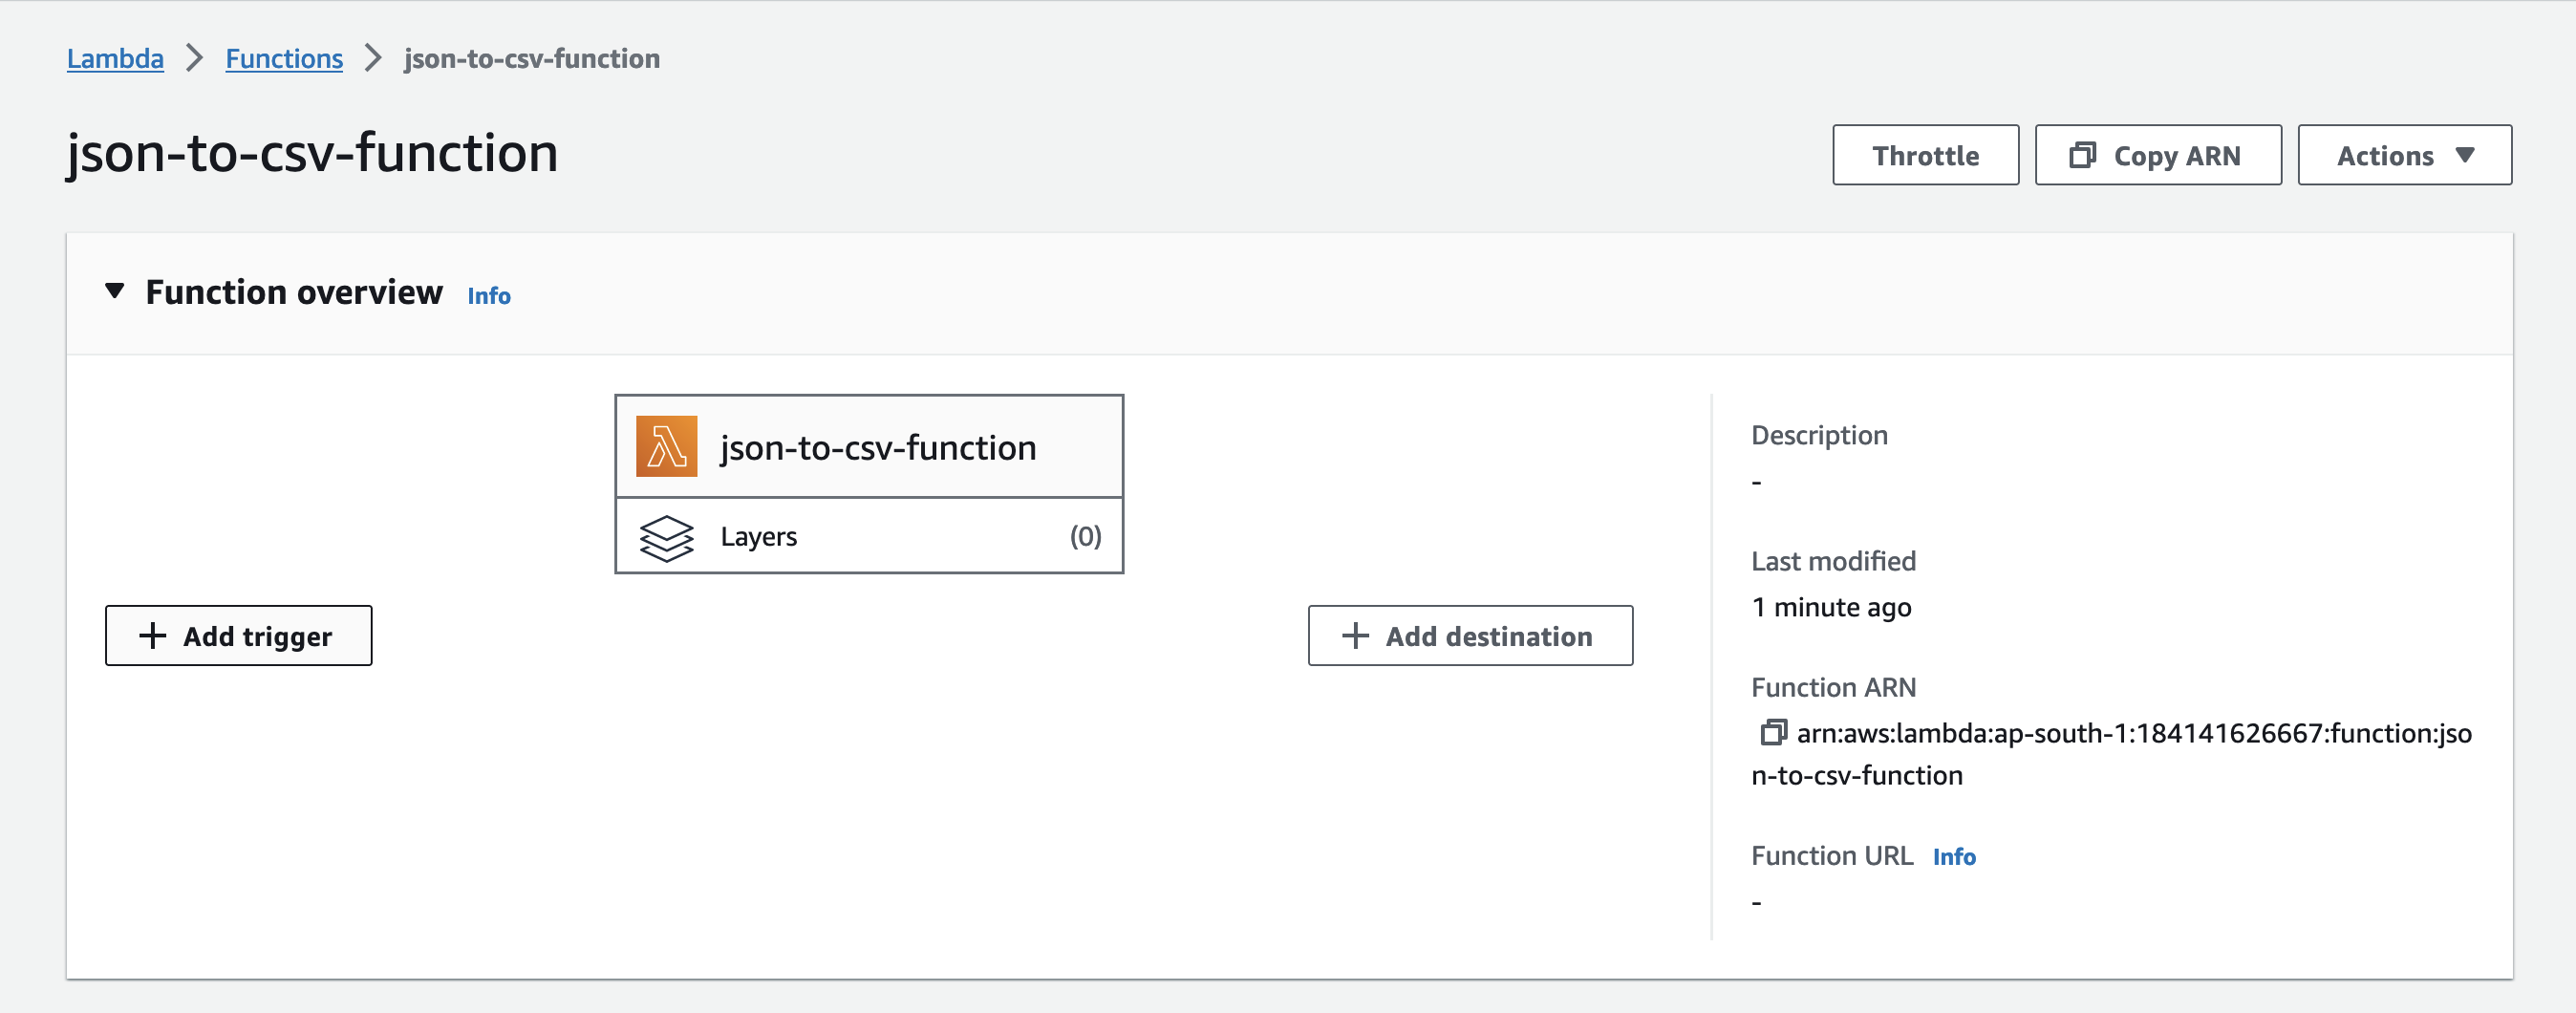 Lambda > Functions > json-to-csv-function
json-to-csv-function
Throttle
Copy ARN
Actions
Function overview Info
json-to-csv-function
Layers (0)
Add trigger
Add destination
Description
-
Last modified
1 minute ago
Function ARN
arn:aws:lambda:ap-south-1:184141626667:function:jso
n-to-csv-function
Function URL Info
-